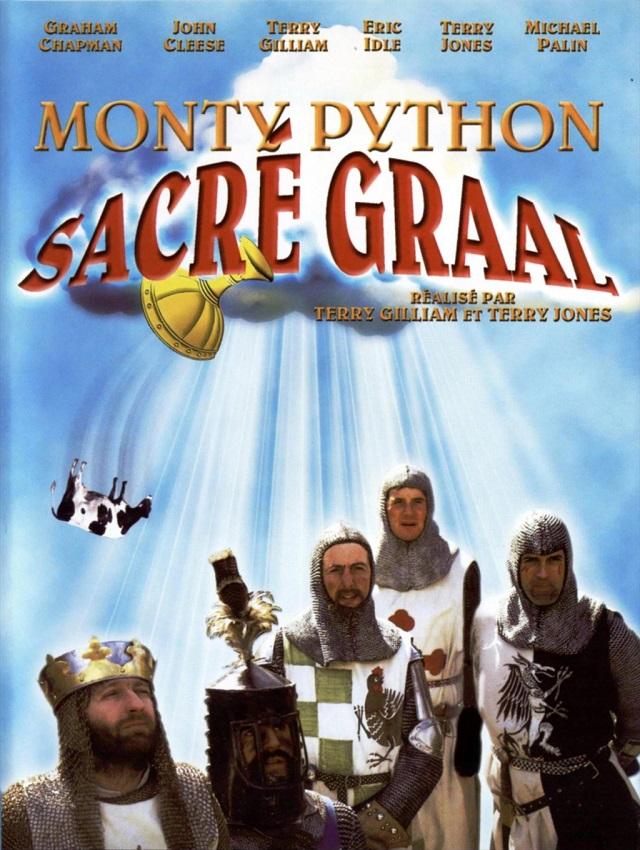 GRAHAM CHAPMAN
JOHN CLEESE
TERRY GILLIAM
ERIC IDLE
TERRY JONES
MICHAEL PALIN
MONTY PYTHON
SACRÉ GRAAL
RÉALISÉ PAR
TERRY GILLIAM ET TERRY JONES